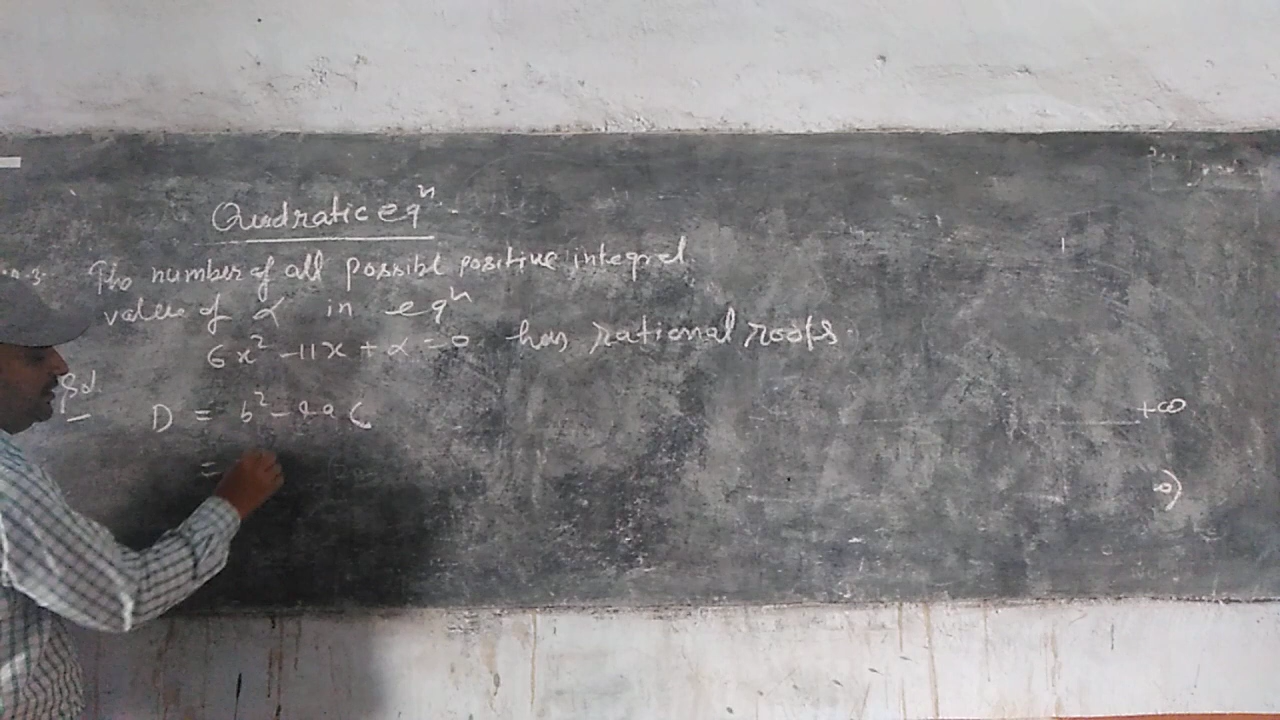 Quadratic eqⁿ.
The number of all possibl positive integral
value of α in eqⁿ
6x² - 11x + α = 0 has rational roots.
Sol.
D = b² - 4ac
=
+∞